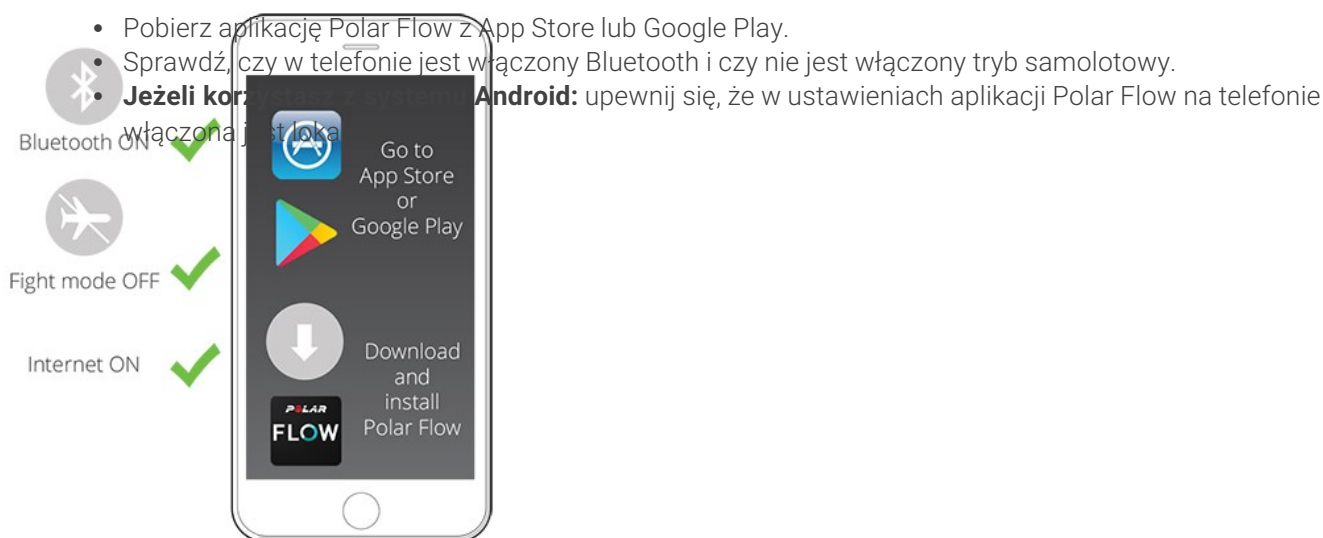 Pobierz aplikację Polar Flow z App Store lub Google Play.
Sprawdź, czy w telefonie jest włączony Bluetooth i czy nie jest włączony tryb samolotowy.
Jeżeli korzystasz z systemu Android: upewnij się, że w ustawieniach aplikacji Polar Flow na telefonie
włączona jest loka
Bluetooth ON
Fight mode OFF
Internet ON
Go to
App Store
or
Google Play
Download
and
install
Polar Flow
POLAR
FLOW